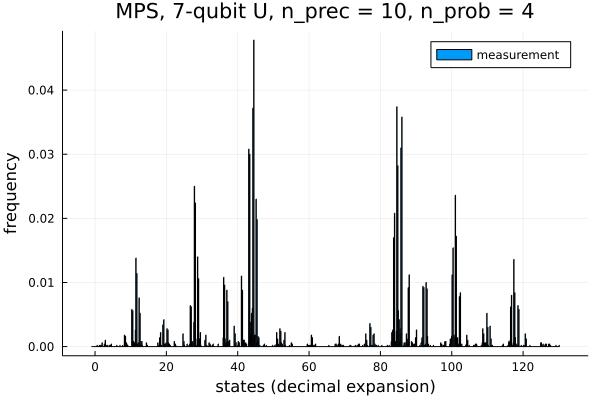 MPS, 7-qubit U, n_prec = 10, n_prob = 4
measurement
frequency
0.04
0.03
0.02
0.01
0.00
0 20 40 60 80 100 120
states (decimal expansion)